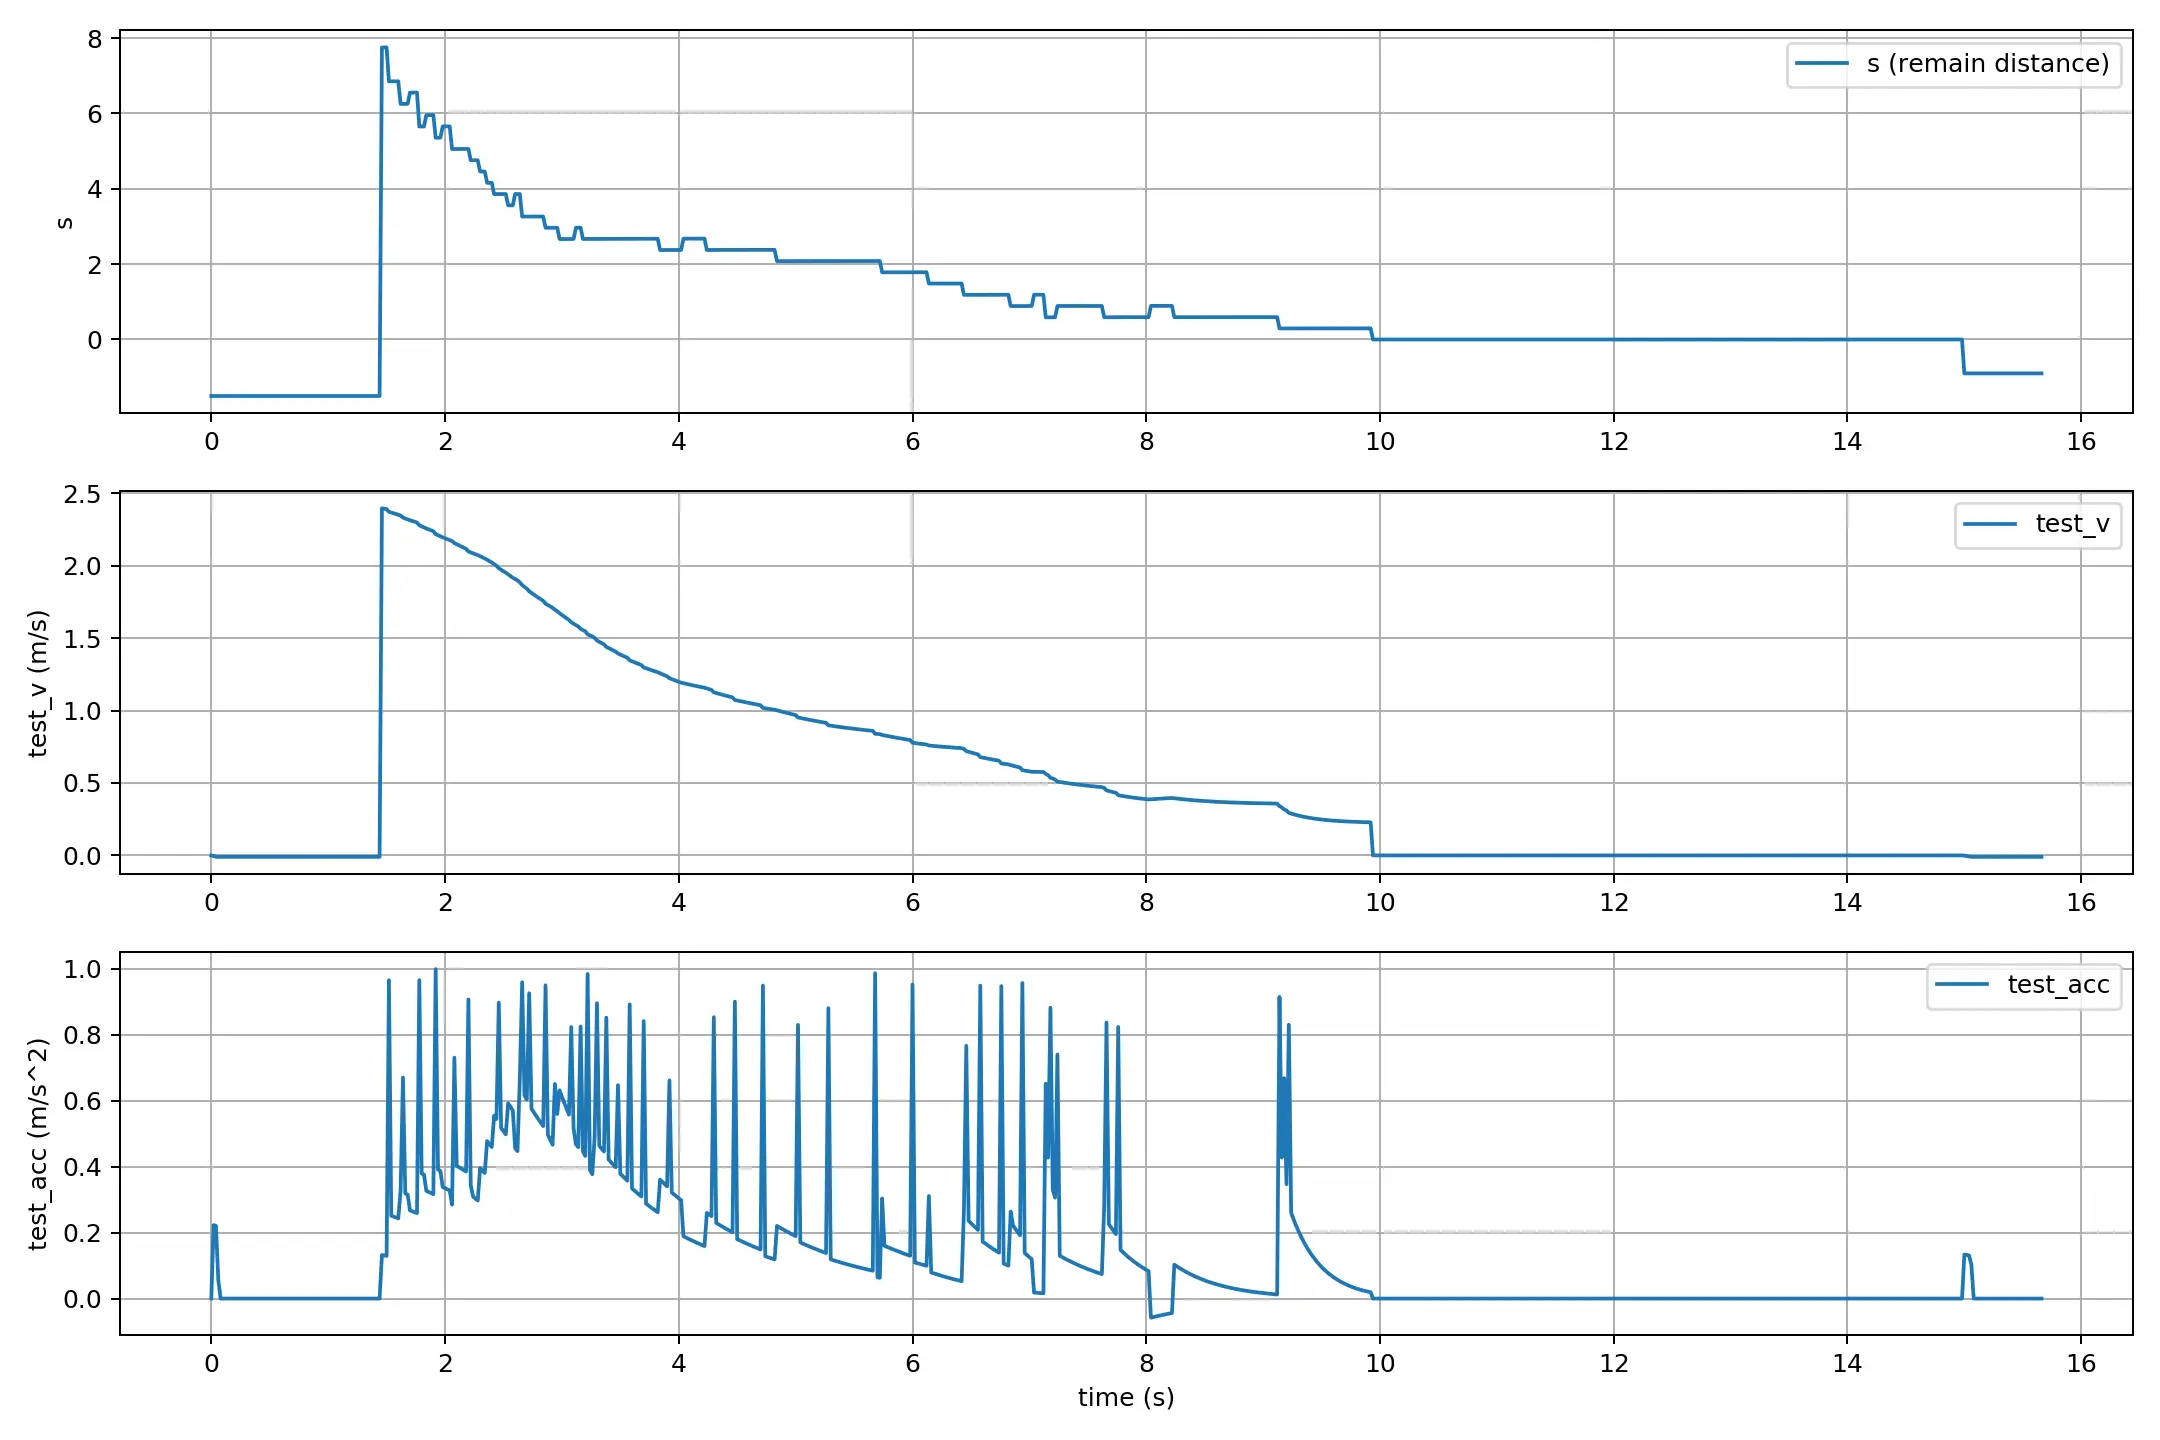 8
6
4
2
0
s
s (remain distance)
0 2 4 6 8 10 12 14 16
2.5
2.0
1.5
1.0
0.5
0.0
test_v (m/s)
test_v
0 2 4 6 8 10 12 14 16
1.0
0.8
0.6
0.4
0.2
0.0
test_acc (m/s^2)
test_acc
0 2 4 6 8 10 12 14 16
time (s)